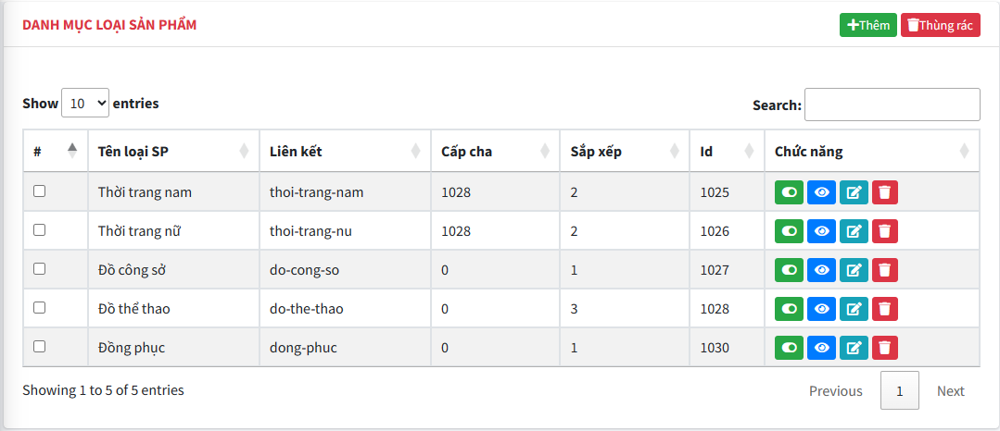 DANH MỤC LOẠI SẢN PHẨM Thêm Thùng rác
Show 10 entries Search:
# Tên loại SP Liên kết Cấp cha Sắp xếp Id Chức năng
Thời trang nam thoi-trang-nam 1028 2 1025
Thời trang nữ thoi-trang-nu 1028 2 1026
Đồ công sở do-cong-so 0 1 1027
Đồ thể thao do-the-thao 0 3 1028
Đồng phục dong-phuc 0 1 1030
Showing 1 to 5 of 5 entries Previous 1 Next